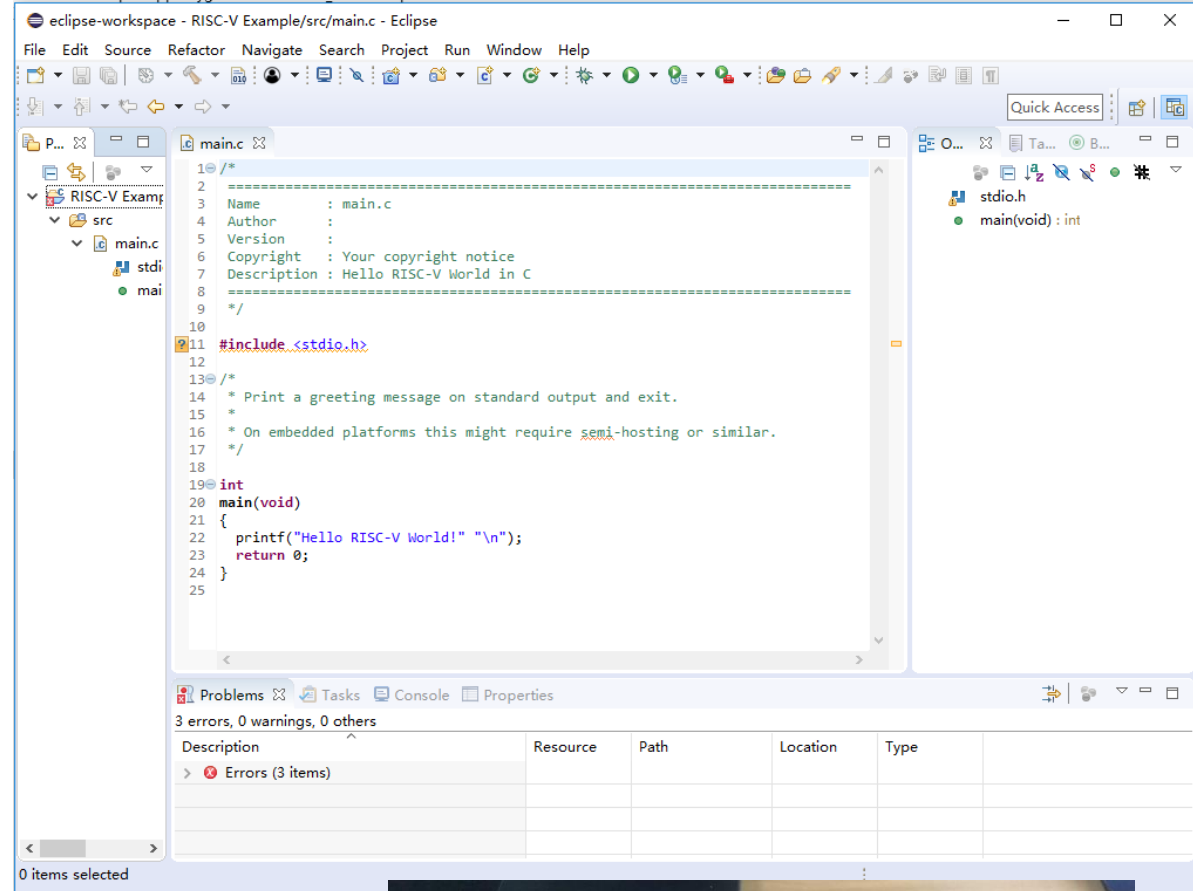 eclipse-workspace - RISC-V Example/src/main.c - Eclipse
File Edit Source Refactor Navigate Search Project Run Window Help
Quick Access
P...
main.c
O...
Ta...
B...
RISC-V Examp
src
main.c
stdi
mai
1 /*
2 ============================================================================
3 Name        : main.c
4 Author      :
5 Version     :
6 Copyright   : Your copyright notice
7 Description : Hello RISC-V World in C
8 ============================================================================
9 */
10
11 #include <stdio.h>
12
13 /*
14 * Print a greeting message on standard output and exit.
15 *
16 * On embedded platforms this might require semi-hosting or similar.
17 */
18
19 int
20 main(void)
21 {
22   printf("Hello RISC-V World!" "\n");
23   return 0;
24 }
25
stdio.h
main(void) : int
Problems Tasks Console Properties
3 errors, 0 warnings, 0 others
Description Resource Path Location Type
Errors (3 items)
0 items selected